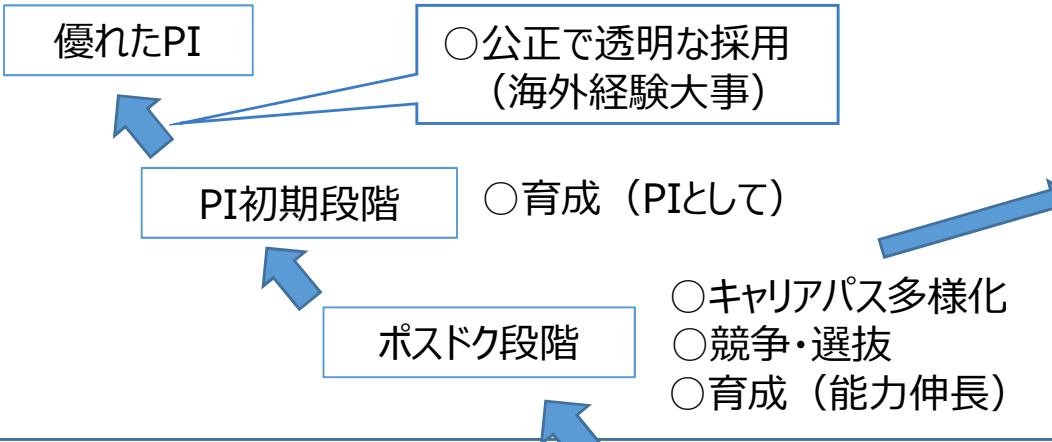 優れたPI
○公正で透明な採用
（海外経験大事）
PI初期段階
○育成（PIとして）
ポスドク段階
○キャリアパス多様化
○競争・選抜
○育成（能力伸長）